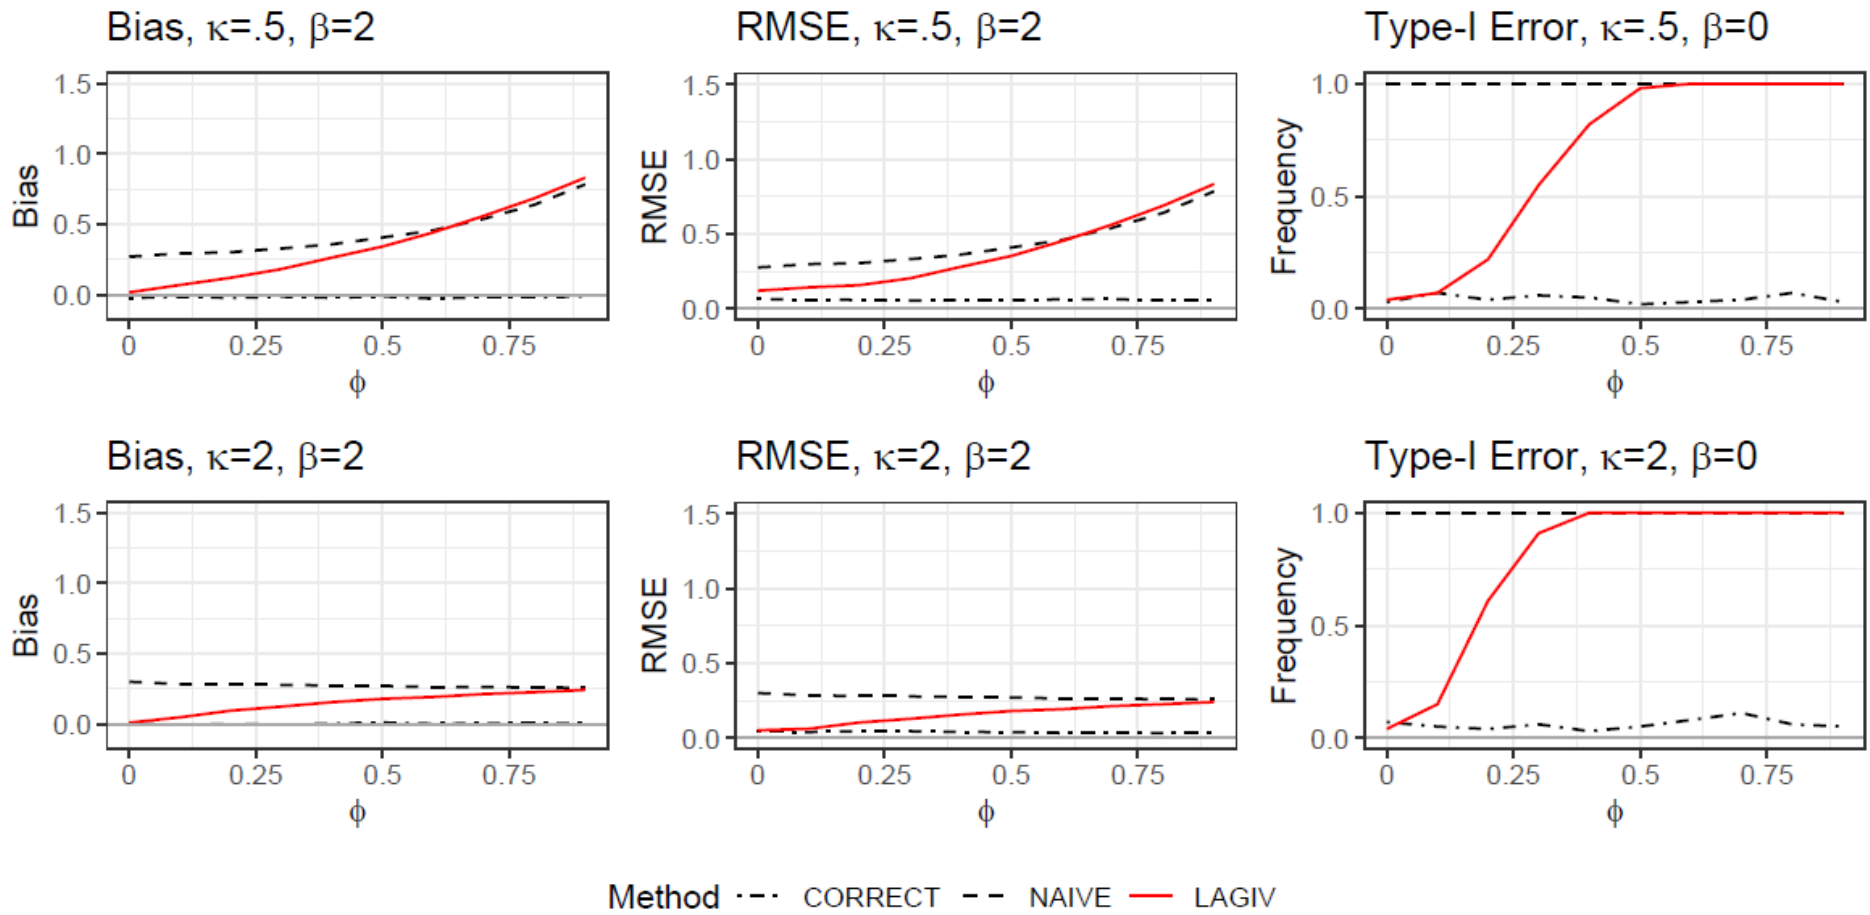 Bias, κ=.5, β=2
1.5
1.0
0.5
0.0
Bias
0 0.25 0.5 0.75
ϕ
RMSE, κ=.5, β=2
1.5
1.0
0.5
0.0
RMSE
0 0.25 0.5 0.75
ϕ
Type-I Error, κ=.5, β=0
1.0
0.5
0.0
Frequency
0 0.25 0.5 0.75
ϕ
Bias, κ=2, β=2
1.5
1.0
0.5
0.0
Bias
0 0.25 0.5 0.75
ϕ
RMSE, κ=2, β=2
1.5
1.0
0.5
0.0
RMSE
0 0.25 0.5 0.75
ϕ
Type-I Error, κ=2, β=0
1.0
0.5
0.0
Frequency
0 0.25 0.5 0.75
ϕ
Method CORRECT NAIVE LAGIV